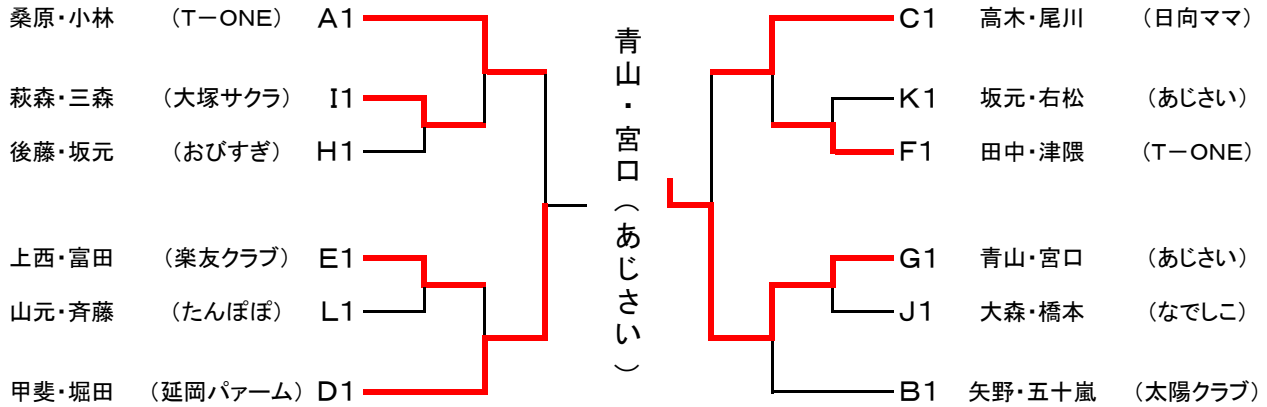 桑原・小林 (T-ONE) A1
萩森・三森 (大塚サクラ) I1
後藤・坂元 (おびすぎ) H1
上西・富田 (楽友クラブ) E1
山元・斉藤 (たんぽぽ) L1
甲斐・堀田 (延岡パァーム) D1
青山・宮口(あじさい)
C1 高木・尾川 (日向ママ)
K1 坂元・右松 (あじさい)
F1 田中・津隈 (T-ONE)
G1 青山・宮口 (あじさい)
J1 大森・橋本 (なでしこ)
B1 矢野・五十嵐 (太陽クラブ)